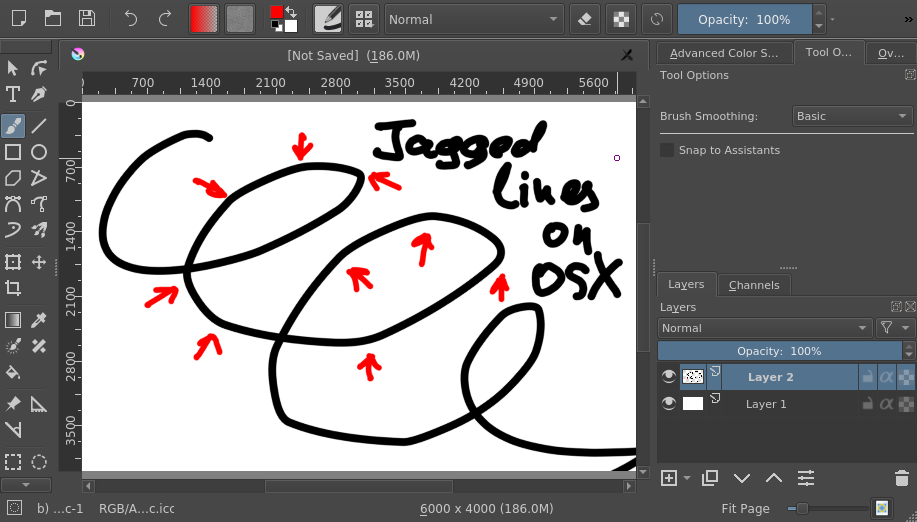 Normal
Opacity: 100%
»
[Not Saved] (186.0M)
700 1400 2100 2800 3500 4200 4900 5600
0
700
1400
2100
2800
3500
Jagged
Lines
on
OSX
Advanced Color S...
Tool O...
Ov...
Tool Options
Brush Smoothing:
Basic
Snap to Assistants
Layers
Channels
Layers
Normal
Opacity: 100%
Layer 2
Layer 1
b) ...c-1
RGB/A...c.icc
6000 x 4000 (186.0M)
Fit Page